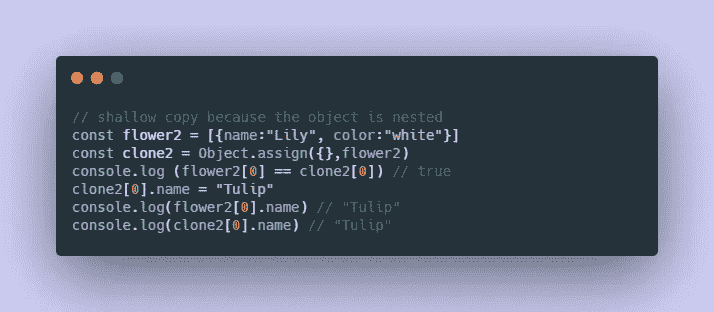 // shallow copy because the object is nested
const flower2 = [{name:"Lily", color:"white"}]
const clone2 = Object.assign({},flower2)
console.log (flower2[0] == clone2[0]) // true
clone2[0].name = "Tulip"
console.log(flower2[0].name) // "Tulip"
console.log(clone2[0].name) // "Tulip"